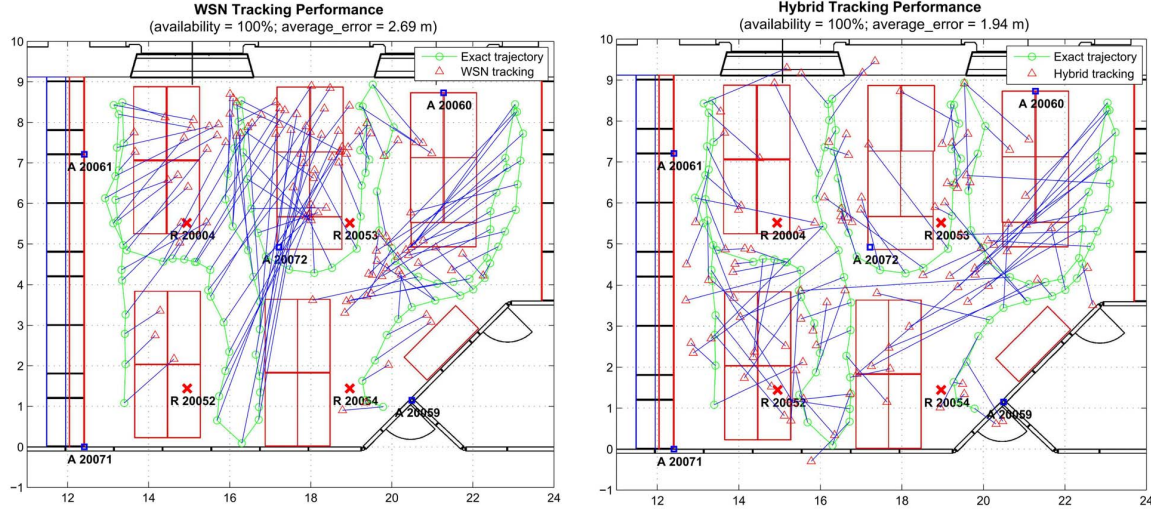 WSN Tracking Performance
(availability = 100%; average_error = 2.69 m)
10
9
8
7
6
5
4
3
2
1
0
−1
12
14
16
18
20
22
24
Exact trajectory
WSN tracking
A 20060
A 20061
R 20004
R 20053
A 20072
R 20052
R 20054
A 20059
A 20071
Hybrid Tracking Performance
(availability = 100%; average_error = 1.94 m)
10
9
8
7
6
5
4
3
2
1
0
−1
12
14
16
18
20
22
24
Exact trajectory
Hybrid tracking
A 20060
A 20061
R 20004
R 20053
A 20072
R 20052
R 20054
A 20059
A 20071